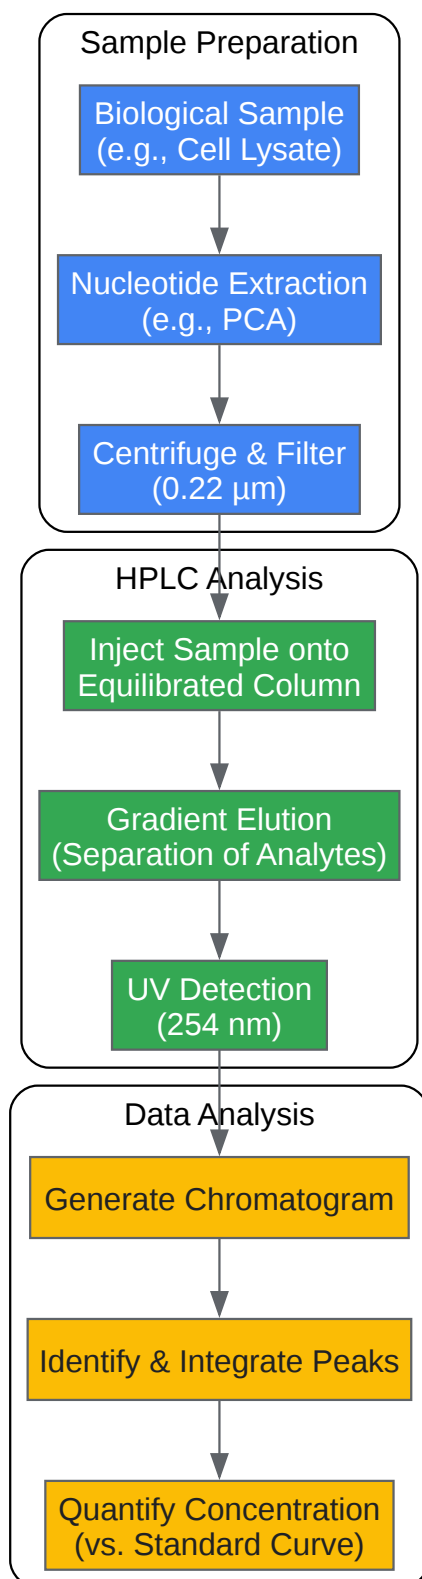 Sample Preparation
Biological Sample
(e.g., Cell Lysate)
Nucleotide Extraction
(e.g., PCA)
Centrifuge & Filter
(0.22 µm)
HPLC Analysis
Inject Sample onto
Equilibrated Column
Gradient Elution
(Separation of Analytes)
UV Detection
(254 nm)
Data Analysis
Generate Chromatogram
Identify & Integrate Peaks
Quantify Concentration
(vs. Standard Curve)